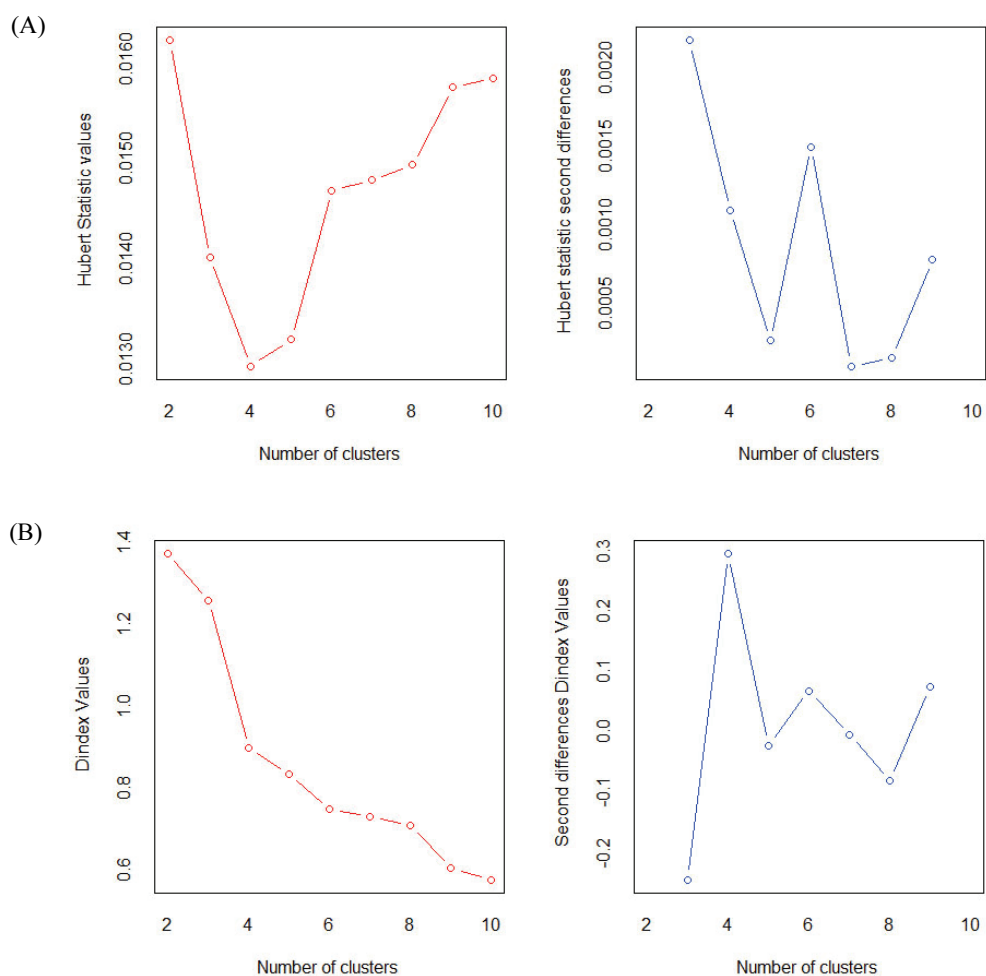 (A)
Hubert Statistic values
0.0130 0.0140 0.0150 0.0160
2 4 6 8 10
Number of clusters
Hubert statistic second differences
0.0005 0.0010 0.0015 0.0020
2 4 6 8 10
Number of clusters
(B)
Dindex Values
0.6 0.8 1.0 1.2 1.4
2 4 6 8 10
Number of clusters
Second differences Dindex Values
-0.2 -0.1 0.0 0.1 0.2 0.3
2 4 6 8 10
Number of clusters